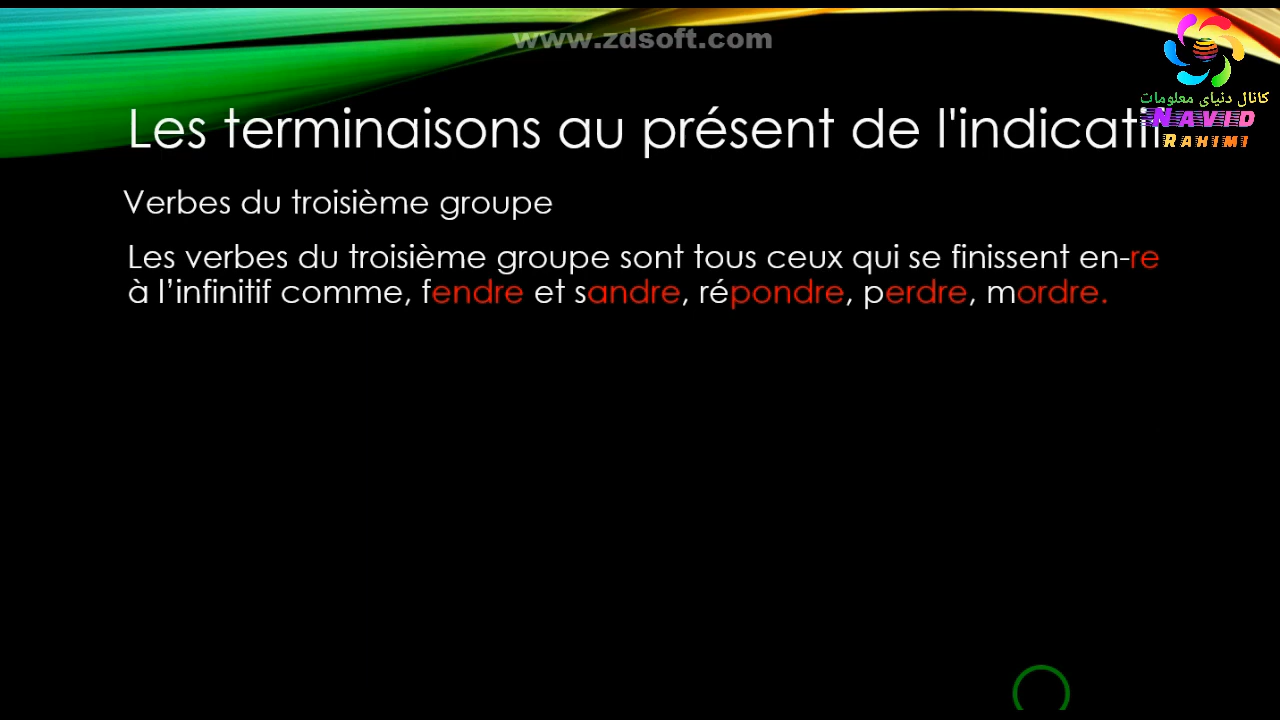 www.zdsoft.com
کانال دنیای معلومات
NAVID
RAHIMI
Les terminaisons au présent de l'indicatif
Verbes du troisième groupe
Les verbes du troisième groupe sont tous ceux qui se finissent en-re
à l’infinitif comme, fendre et sandre, répondre, perdre, mordre.